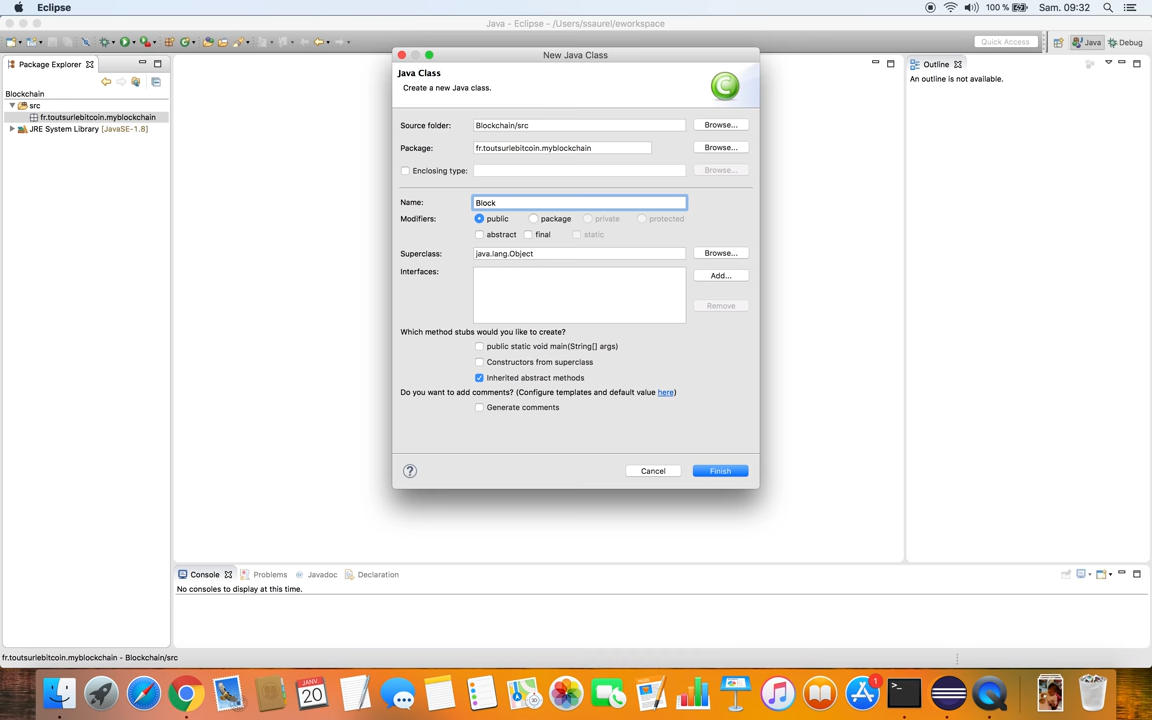 Eclipse
100 %
Sam. 09:32
Java - Eclipse - /Users/ssaurel/eworkspace
Quick Access
Java
Debug
Package Explorer
Blockchain
src
fr.toutsurlebitcoin.myblockchain
JRE System Library [JavaSE-1.8]
New Java Class
Java Class
Create a new Java class.
C
Source folder: Blockchain/src Browse...
Package: fr.toutsurlebitcoin.myblockchain Browse...
Enclosing type: Browse...
Name: Block
Modifiers: public package private protected
abstract final static
Superclass: java.lang.Object Browse...
Interfaces: Add...
Remove
Which method stubs would you like to create?
public static void main(String[] args)
Constructors from superclass
Inherited abstract methods
Do you want to add comments? (Configure templates and default value here)
Generate comments
? Cancel Finish
Outline
An outline is not available.
Console Problems @ Javadoc Declaration
No consoles to display at this time.
fr.toutsurlebitcoin.myblockchain - Blockchain/src
JANV.
20
1